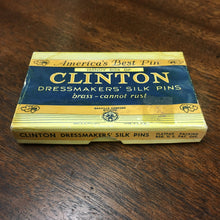 America's Best Pin
CLINTON
DRESSMAKERS' SILK PINS
brass - cannot rust
CLINTON DRESSMAKERS' SILK PINS